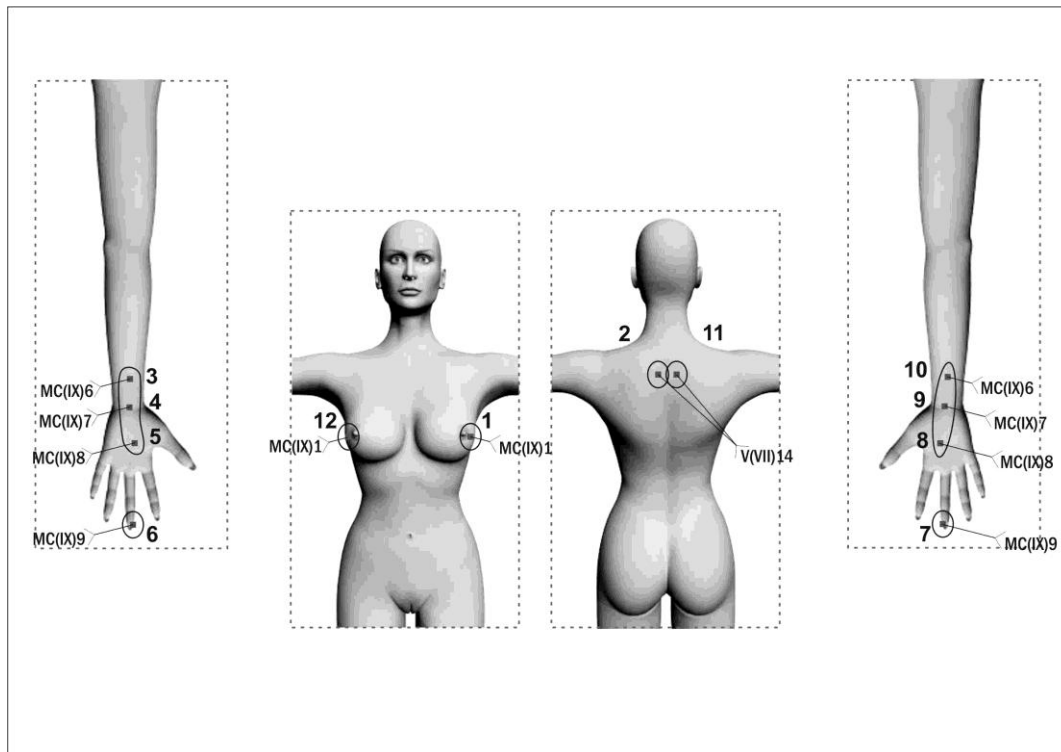 3
MC(IX)6
4
MC(IX)7
5
MC(IX)8
6
MC(IX)9
12
MC(IX)1
1
MC(IX)1
2
11
V(VII)14
10
MC(IX)6
9
MC(IX)7
8
MC(IX)8
7
MC(IX)9